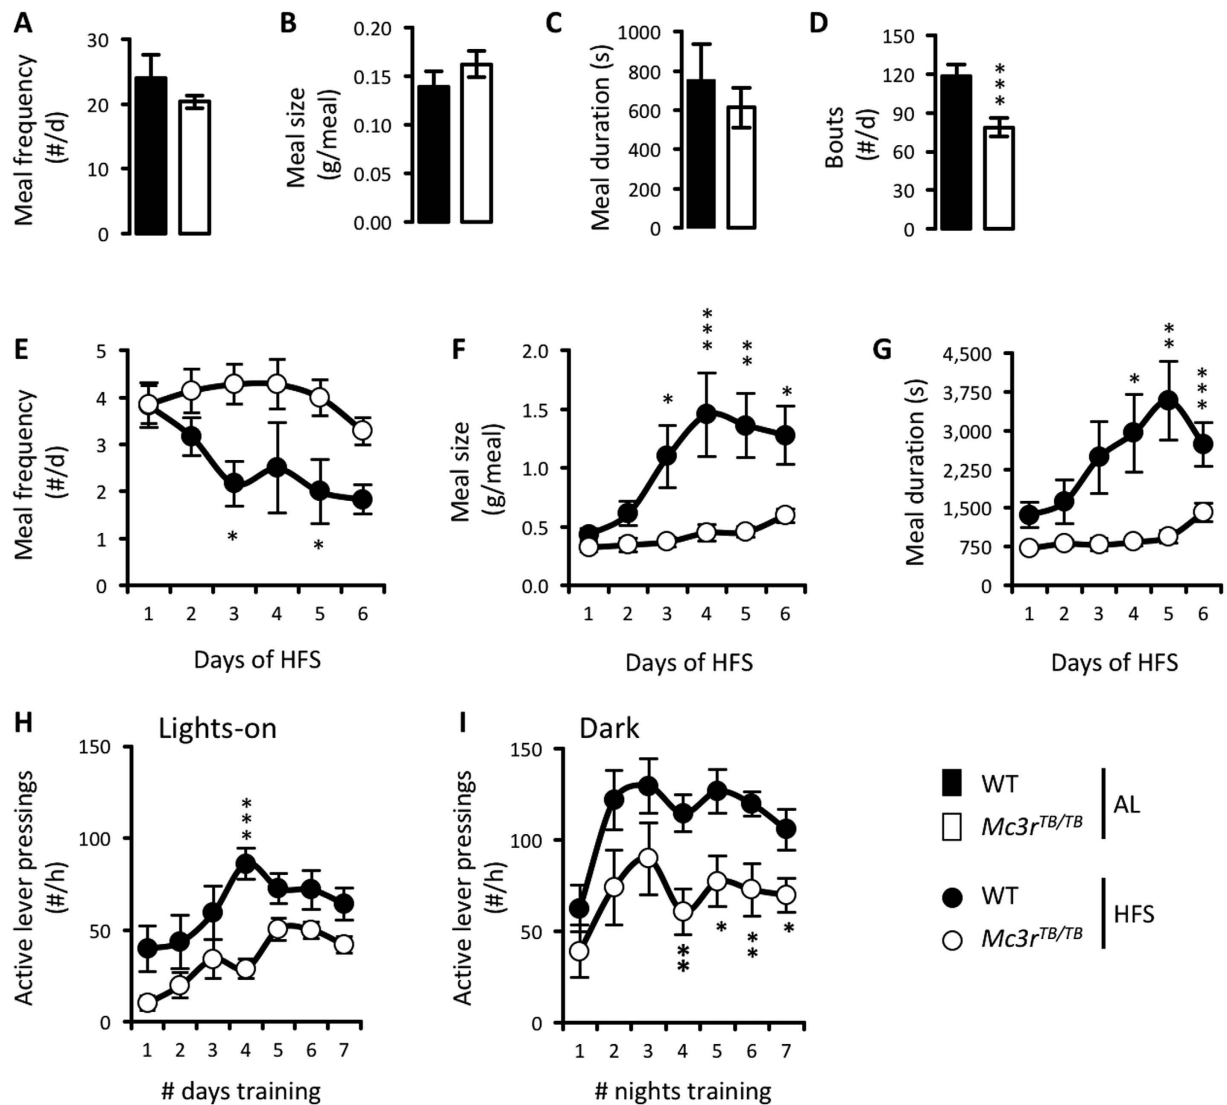 A
Meal frequency
(#/d)
30
20
10
0
B
Meal size
(g/meal)
0.20
0.15
0.10
0.05
0.00
C
Meal duration (s)
1000
800
600
400
200
0
D
Bouts
(#/d)
150
120
90
60
30
0
***
E
Meal frequency
(#/d)
5
4
3
2
1
0
*
*
1 2 3 4 5 6
Days of HFS
F
Meal size
(g/meal)
2.0
1.5
1.0
0.5
0.0
*
***
**
*
1 2 3 4 5 6
Days of HFS
G
Meal duration (s)
4,500
3,750
3,000
2,250
1,500
750
0
*
**
***
1 2 3 4 5 6
Days of HFS
H
Lights-on
Active lever pressings
(#/h)
150
100
50
0
***
1 2 3 4 5 6 7
# days training
I
Dark
Active lever pressings
(#/h)
150
100
50
0
**
*
**
*
1 2 3 4 5 6 7
# nights training
WT
Mc3rTB/TB
AL
WT
Mc3rTB/TB
HFS